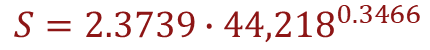 S = 2.3739 · 44,218^0.3466